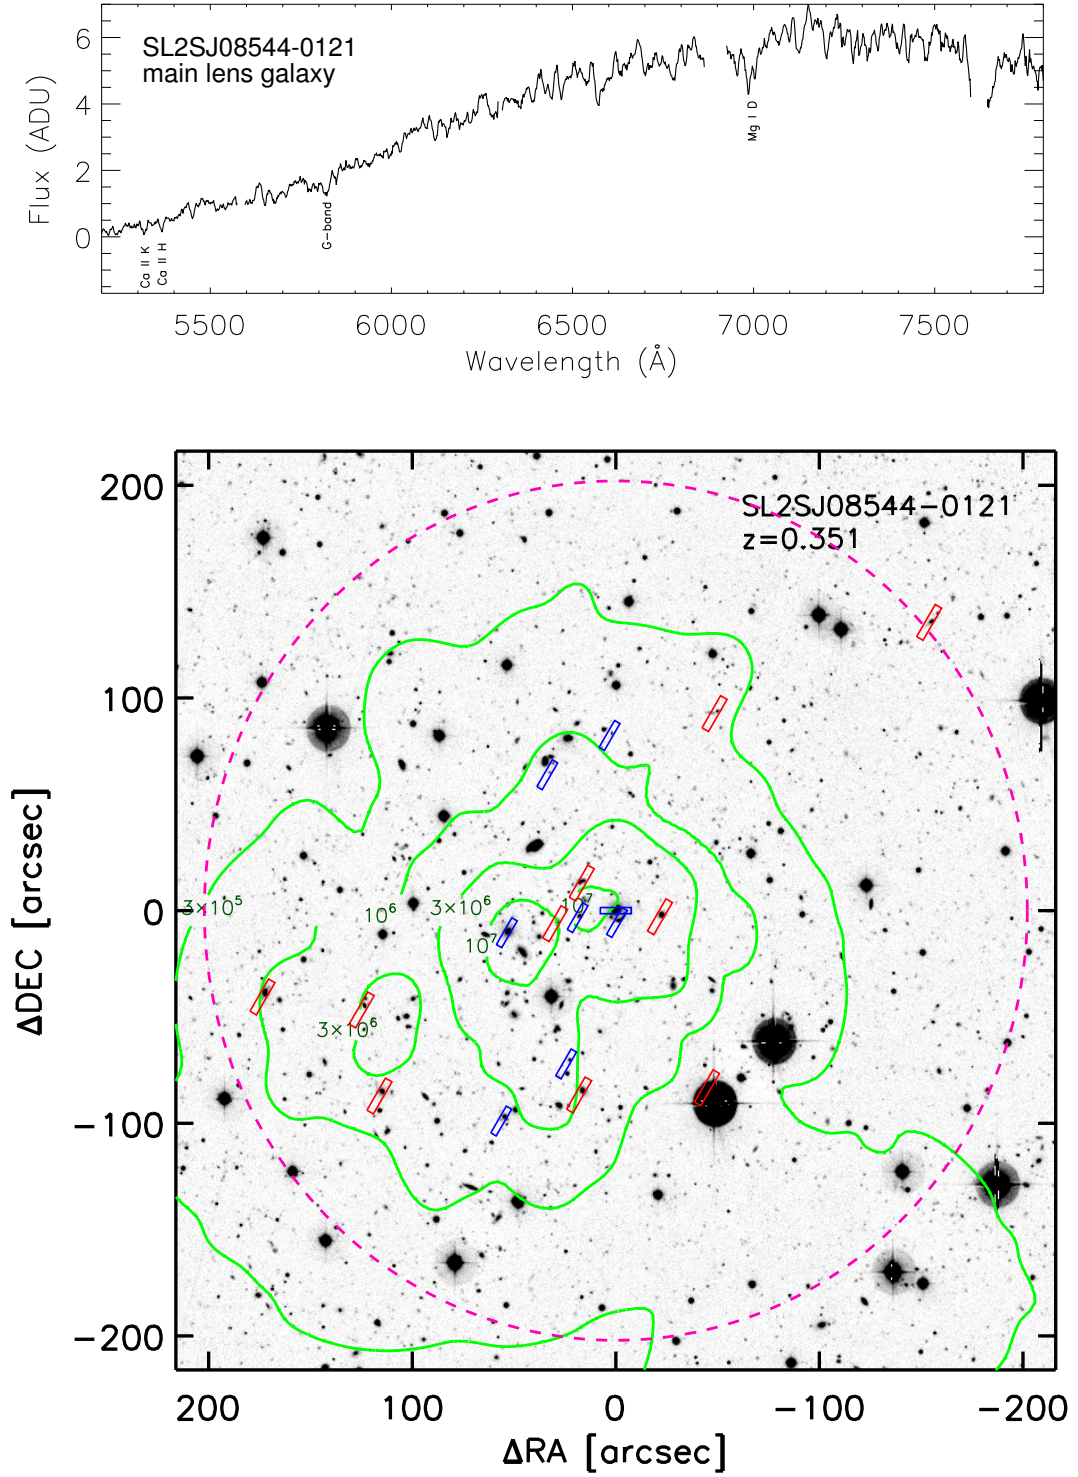 SL2SJ08544-0121
main lens galaxy
6
4
2
0
Flux (ADU)
Ca II K
Ca II H
G-band
Mg I D
5500 6000 6500 7000 7500
Wavelength (Å)
SL2SJ08544-0121
z=0.351
200
100
0
-100
-200
ΔDEC [arcsec]
3×10⁵
10⁶
3×10⁶
10⁷
10⁷
3×10⁶
200 100 0 -100 -200
ΔRA [arcsec]